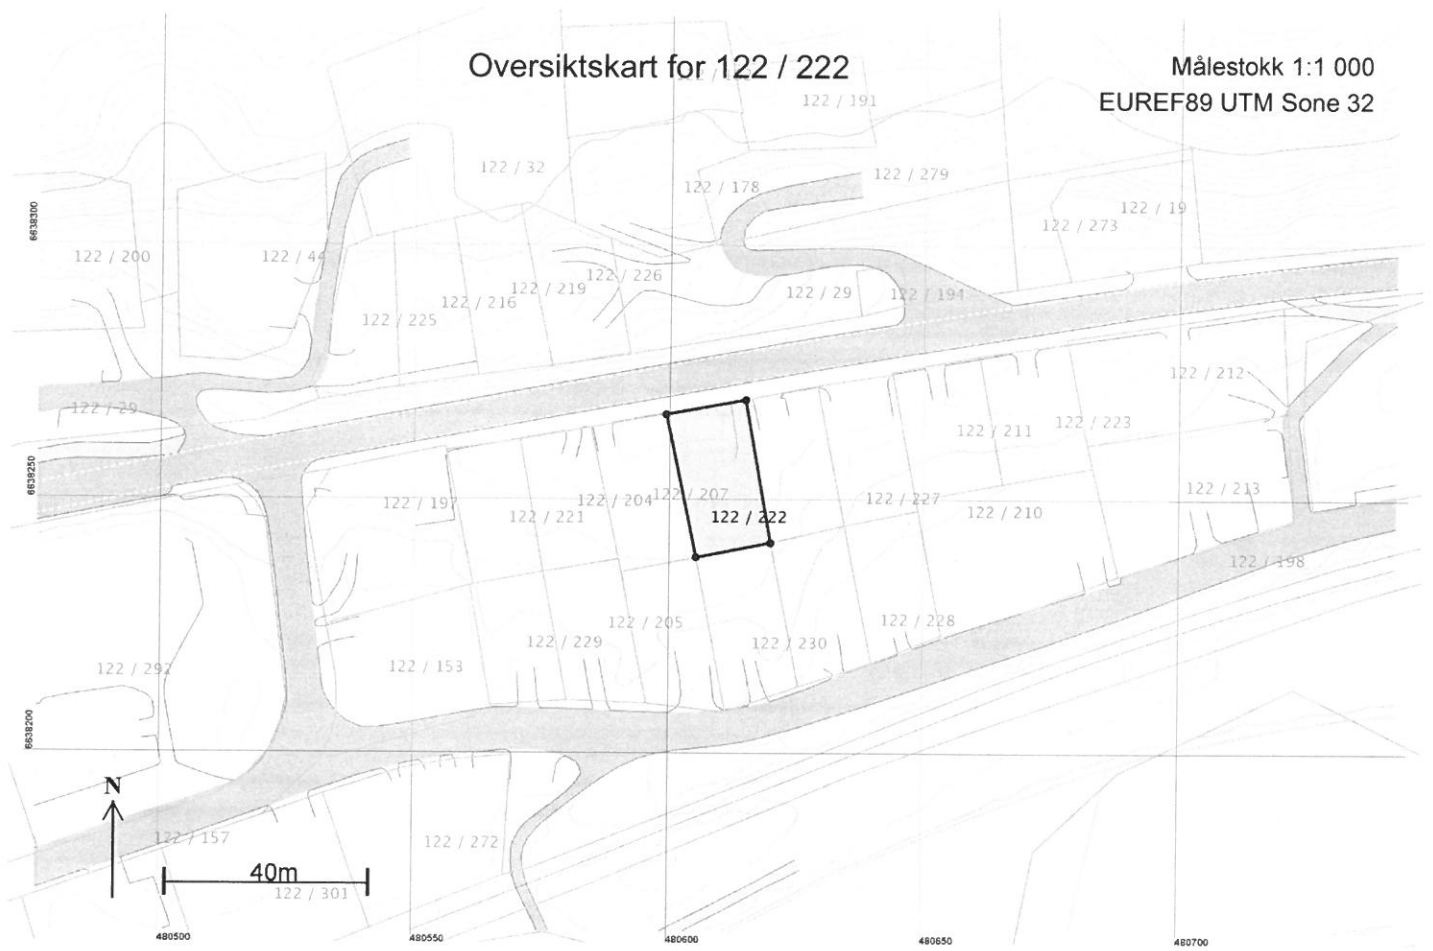 Oversiktskart for 122 / 222
Målestokk 1:1 000
EUREF89 UTM Sone 32
122 / 191
122 / 32
122 / 178
122 / 279
122 / 19
122 / 273
6638300
122 / 200
122 / 44
122 / 226
122 / 219
122 / 216
122 / 29
122 / 194
122 / 225
122 / 212
122 / 29
122 / 223
122 / 211
6638250
122 / 197
122 / 204
122 / 207
122 / 227
122 / 213
122 / 221
122 / 222
122 / 210
122 / 198
122 / 205
122 / 228
122 / 229
122 / 230
122 / 292
122 / 153
6638200
N
122 / 157
122 / 272
40m
122 / 301
480500
480550
480600
480650
480700